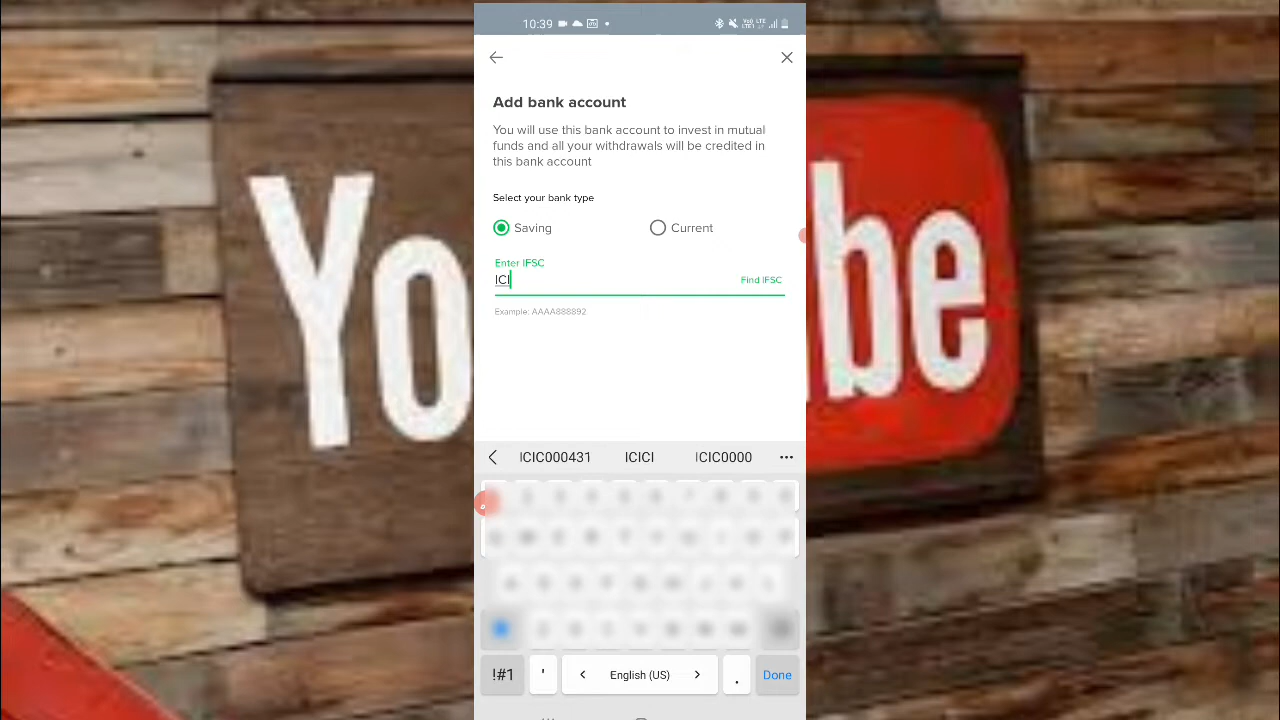 10:39
Add bank account
You will use this bank account to invest in mutual
funds and all your withdrawals will be credited in
this bank account
Select your bank type
Saving
Current
Enter IFSC
ICI
Find IFSC
Example: AAAA888892
ICIC000431
ICICI
ICIC0000
!#1
'
English (US)
.
Done
Yo
be